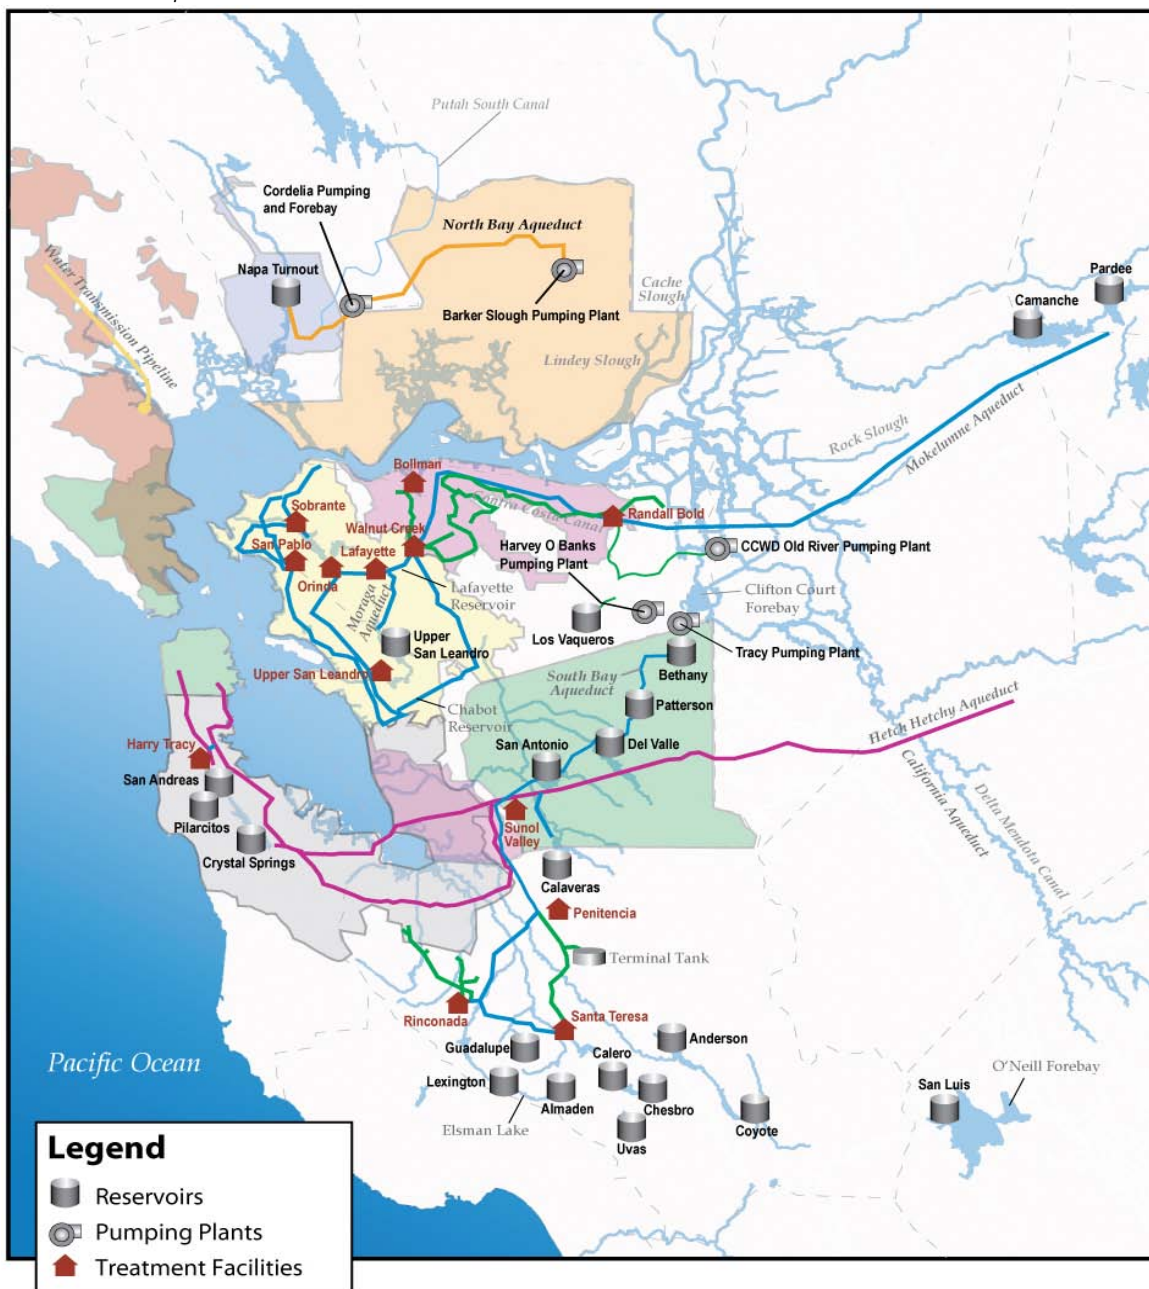 Putah South Canal
Cordelia Pumping
and Forebay
North Bay Aqueduct
Napa Turnout
Water Transmission Pipeline
Cache
Slough
Pardee
Camanche
Barker Slough Pumping Plant
Lindey Slough
Rock Slough
Mokelumne Aqueduct
Bollman
Contra Costa Canal
Sobrante
Randall Bold
Walnut Creek
San Pablo
Lafayette
Harvey O Banks
Pumping Plant
CCWD Old River Pumping Plant
Orinda
Moraga
Aqueduct
Lafayette
Reservoir
Clifton Court
Forebay
Los Vaqueros
Upper
San Leandro
Tracy Pumping Plant
Upper San Leandro
South Bay
Aqueduct
Bethany
Chabot
Reservoir
Patterson
Hetch Hetchy Aqueduct
Harry Tracy
San Antonio
Del Valle
San Andreas
California Aqueduct
Delta Mendota Canal
Pilarcitos
Sunol
Valley
Crystal Springs
Calaveras
Penitencia
Terminal Tank
Rinconada
Santa Teresa
Anderson
Guadalupe
Calero
Pacific Ocean
O'Neill Forebay
Lexington
San Luis
Almaden
Chesbro
Elsman Lake
Coyote
Uvas
Legend
Reservoirs
Pumping Plants
Treatment Facilities